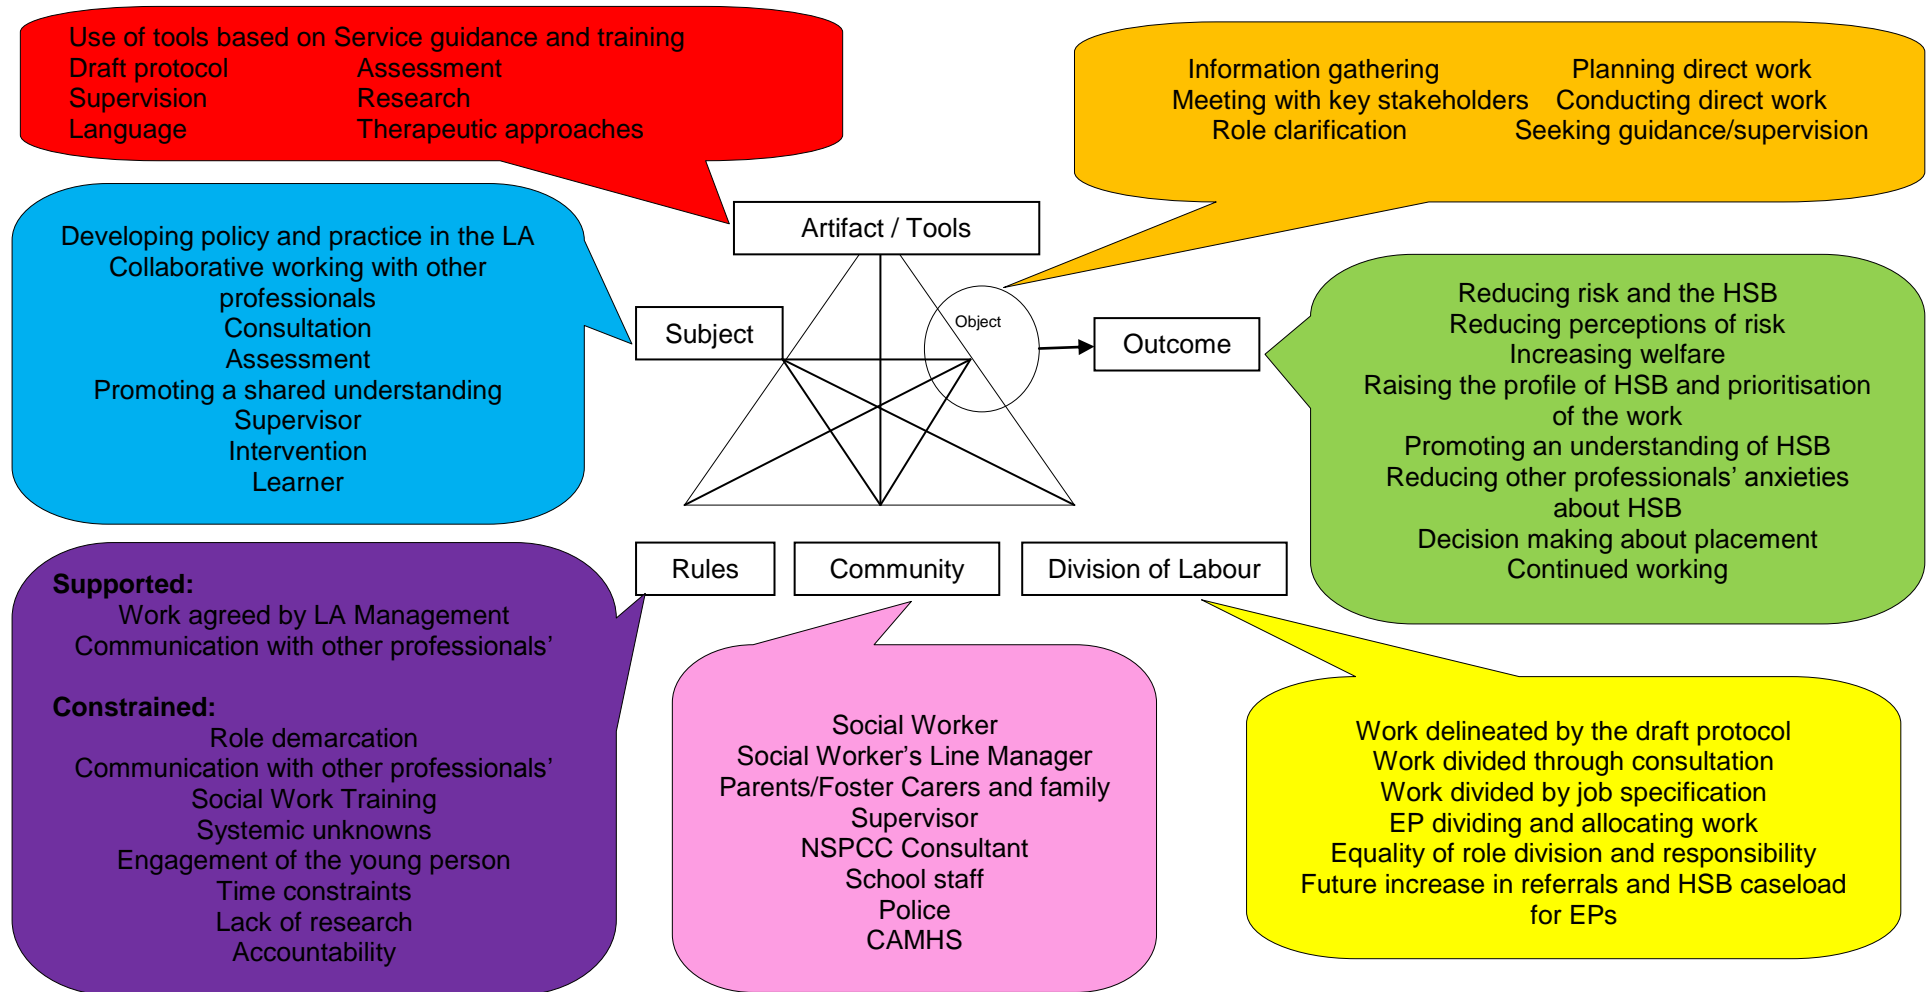 Use of tools based on Service guidance and training
Draft protocol Assessment
Supervision Research
Language Therapeutic approaches
Information gathering Planning direct work
Meeting with key stakeholders Conducting direct work
Role clarification Seeking guidance/supervision
Artifact / Tools
Developing policy and practice in the LA
Collaborative working with other
professionals
Consultation
Assessment
Promoting a shared understanding
Supervisor
Intervention
Learner
Subject
Object
Outcome
Reducing risk and the HSB
Reducing perceptions of risk
Increasing welfare
Raising the profile of HSB and prioritisation
of the work
Promoting an understanding of HSB
Reducing other professionals’ anxieties
about HSB
Decision making about placement
Continued working
Rules
Community
Division of Labour
Supported:
Work agreed by LA Management
Communication with other professionals’
Constrained:
Role demarcation
Communication with other professionals’
Social Work Training
Systemic unknowns
Engagement of the young person
Time constraints
Lack of research
Accountability
Social Worker
Social Worker’s Line Manager
Parents/Foster Carers and family
Supervisor
NSPCC Consultant
School staff
Police
CAMHS
Work delineated by the draft protocol
Work divided through consultation
Work divided by job specification
EP dividing and allocating work
Equality of role division and responsibility
Future increase in referrals and HSB caseload
for EPs